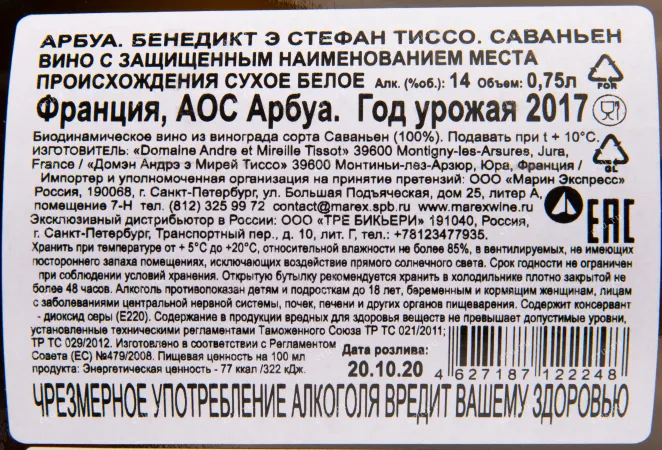 АРБУА. БЕНЕДИКТ Э СТЕФАН ТИССО. САВАНЬЕН
ВИНО С ЗАЩИЩЕННЫМ НАИМЕНОВАНИЕМ МЕСТА
ПРОИСХОЖДЕНИЯ СУХОЕ БЕЛОЕ Алк. (%об.): 14 Объем: 0,75л
FOR
Франция, АОС Арбуа. Год урожая 2017
Биодинамическое вино из винограда сорта Саваньен (100%). Подавать при t + 10°С.
ИЗГОТОВИТЕЛЬ: «Domaine Andre et Mireille Tissot» 39600 Montigny-les-Arsures, Jura,
France / «Домэн Андрэ э Мирей Тиссо» 39600 Монтиньи-лез-Арзюр, Юра, Франция /
GL
Импортер и уполномоченная организация на принятие претензий: ООО «Марин Экспресс»
Россия, 190068, г. Санкт-Петербург, ул. Большая Подъяческая, дом 25, литер А,
помещение 7-Н тел. (812) 325 99 72 contact@marex.spb.ru www.marexwine.ru
Эксклюзивный дистрибьютор в России: ООО «ТРЕ БИКЬЕРИ» 191040, Россия,
г. Санкт-Петербург, Транспортный пер., д. 10, лит. Г, тел.: +78123477935.
ЕАС
Хранить при температуре от + 5°С до +20°С, относительной влажности не более 85%, в вентилируемых, не имеющих
постороннего запаха помещениях, исключающих воздействие прямого солнечного света. Срок годности не ограничен
при соблюдении условий хранения. Открытую бутылку рекомендуется хранить в холодильнике плотно закрытой не
более 48 часов. Алкоголь противопоказан детям и подросткам до 18 лет, беременным и кормящим женщинам, лицам
с заболеваниями центральной нервной системы, почек, печени и других органов пищеварения. Содержит консервант
- диоксид серы (Е220). Содержание в продукции вредных для здоровья веществ не превышает допустимые уровни,
установленные техническими регламентами Таможенного Союза ТР ТС 021/2011;
ТР ТС 029/2012. Изготовлено в соответствии с Регламентом
Совета (ЕС) №479/2008. Пищевая ценность на 100 мл
продукта: Энергетическая ценность - 77 ккал /322 кДж.
Дата розлива:
20.10.20
4 627187 122248
ЧРЕЗМЕРНОЕ УПОТРЕБЛЕНИЕ АЛКОГОЛЯ ВРЕДИТ ВАШЕМУ ЗДОРОВЬЮ